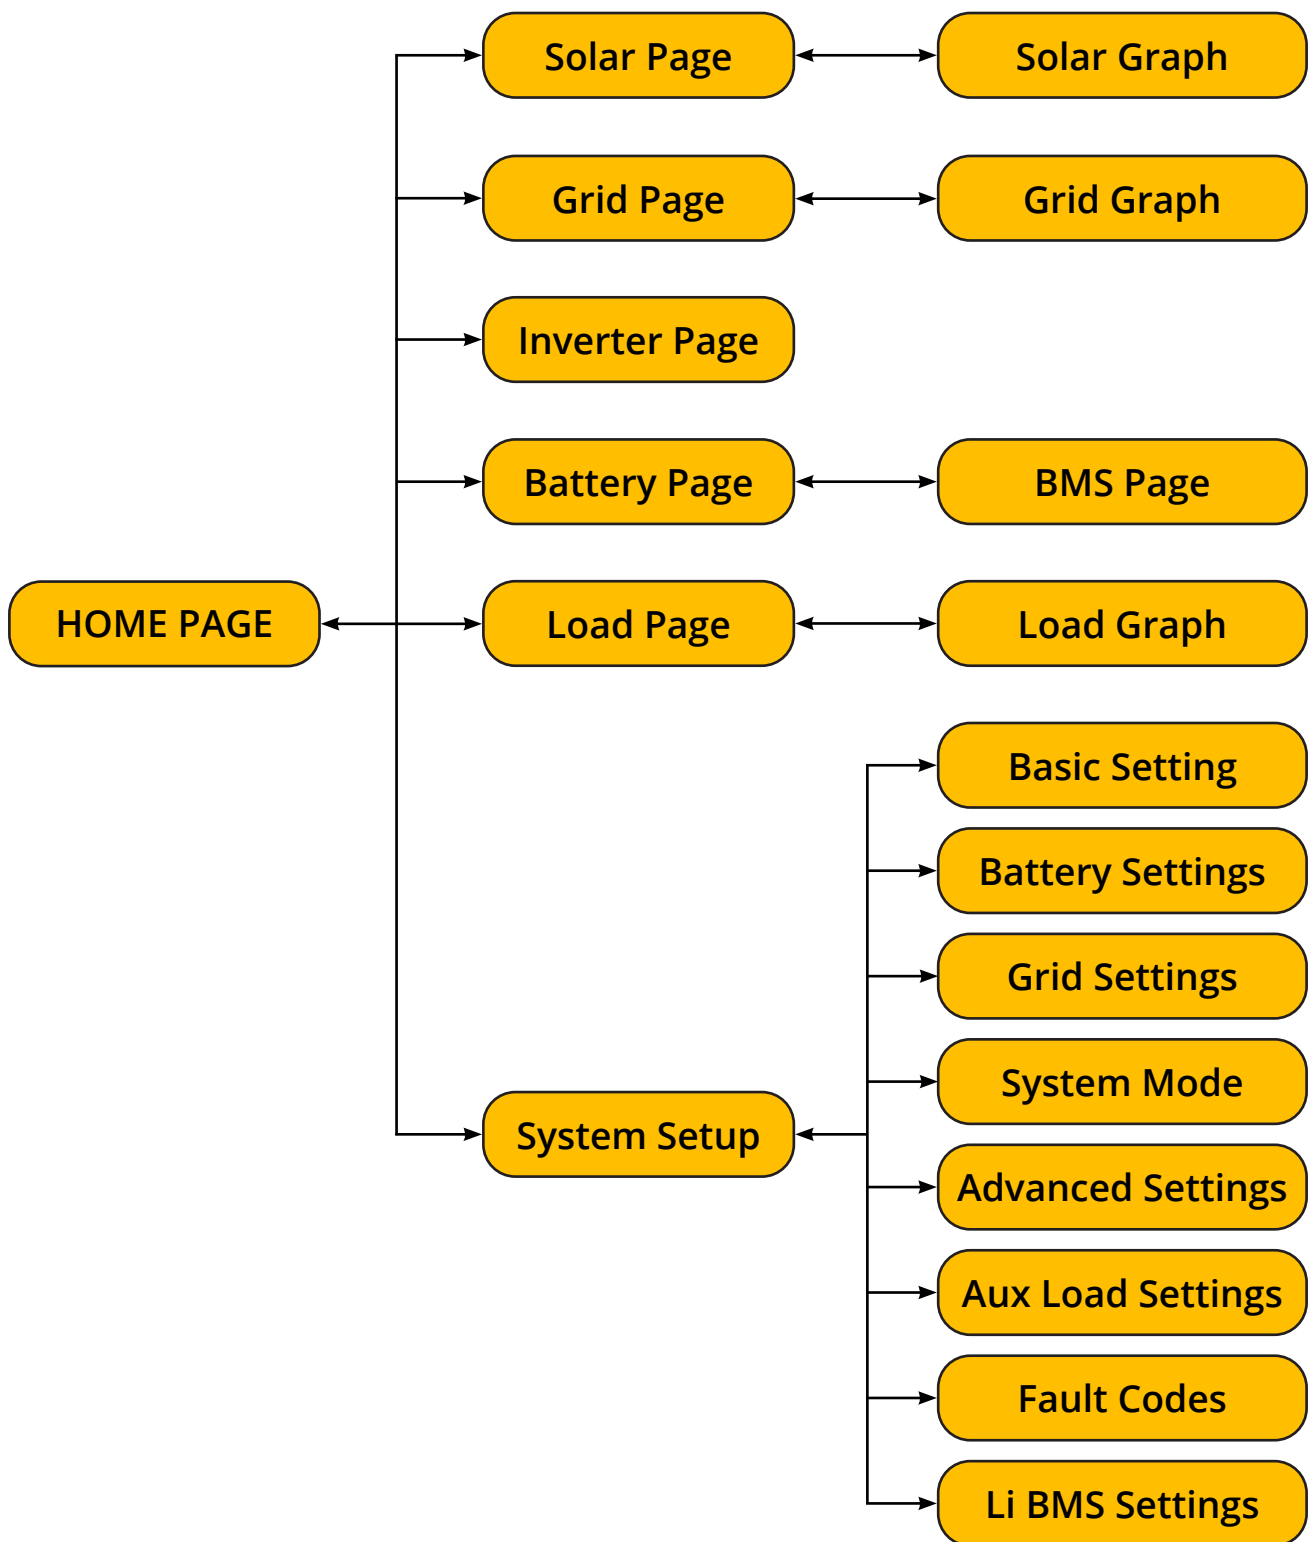 Solar Page
Solar Graph
Grid Page
Grid Graph
Inverter Page
Battery Page
BMS Page
HOME PAGE
Load Page
Load Graph
Basic Setting
Battery Settings
Grid Settings
System Mode
System Setup
Advanced Settings
Aux Load Settings
Fault Codes
Li BMS Settings